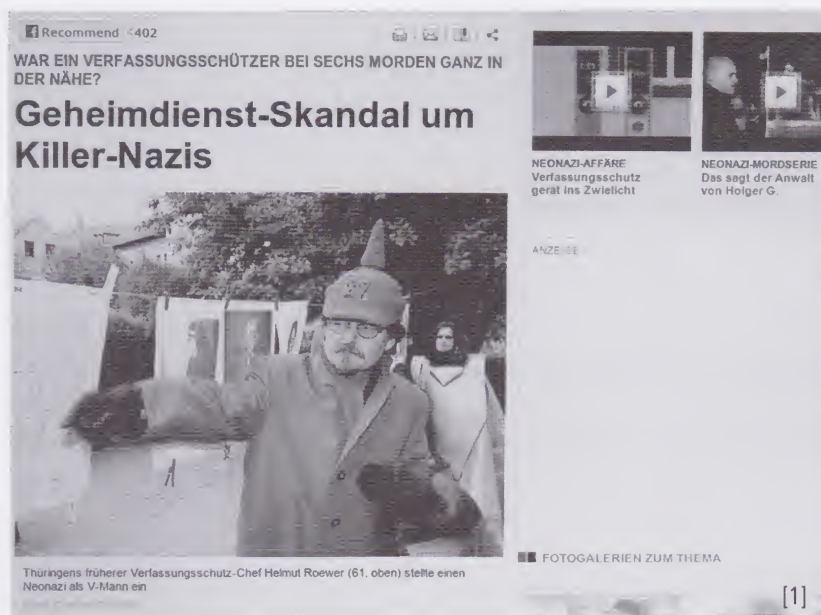 Recommend 402
WAR EIN VERFASSUNGSSCHÜTZER BEI SECHS MORDEN GANZ IN
DER NÄHE?
Geheimdienst-Skandal um
Killer-Nazis
27
Thüringens früherer Verfassungsschutz-Chef Helmut Roewer (61, oben) stellte einen
Neonazi als V-Mann ein
NEONAZI-AFFÄRE
Verfassungsschutz
gerät ins Zwielicht
NEONAZI-MORDSERIE
Das sagt der Anwalt
von Holger G.
ANZEIGE
FOTOGALERIEN ZUM THEMA
[1]